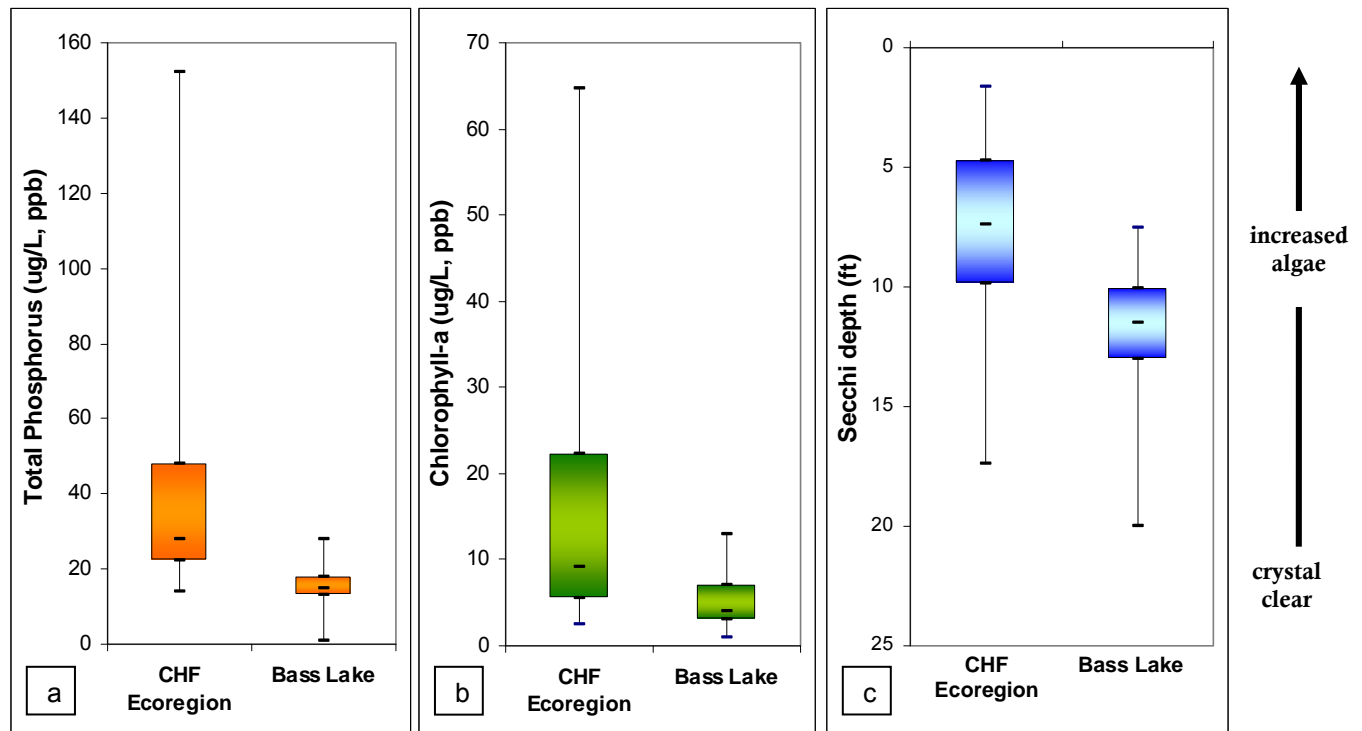 Total Phosphorus (ug/L, ppb)
160
140
120
100
80
60
40
20
0
CHF
Ecoregion
Bass Lake
a
Chlorophyll-a (ug/L, ppb)
70
60
50
40
30
20
10
0
CHF
Ecoregion
Bass Lake
b
Secchi depth (ft)
0
5
10
15
20
25
CHF
Ecoregion
Bass Lake
c
increased
algae
crystal
clear